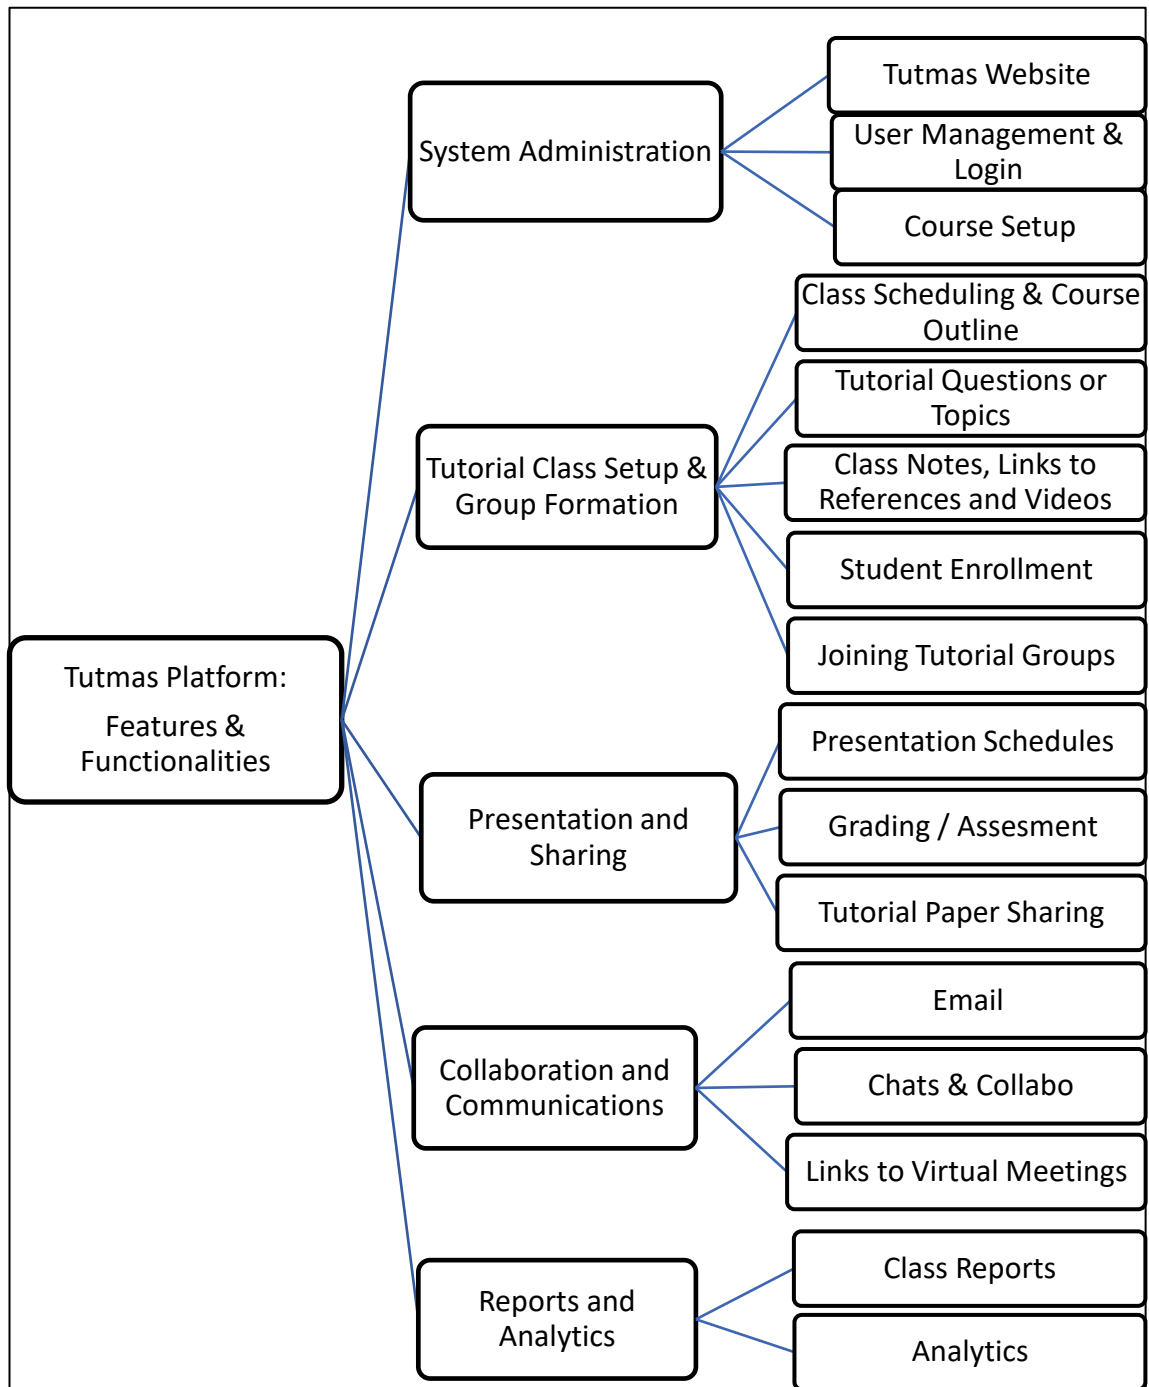 Tutmas Platform:
Features &
Functionalities
System Administration
Tutmas Website
User Management &
Login
Course Setup
Tutorial Class Setup &
Group Formation
Class Scheduling & Course
Outline
Tutorial Questions or
Topics
Class Notes, Links to
References and Videos
Student Enrollment
Joining Tutorial Groups
Presentation and
Sharing
Presentation Schedules
Grading / Assesment
Tutorial Paper Sharing
Collaboration and
Communications
Email
Chats & Collabo
Links to Virtual Meetings
Reports and
Analytics
Class Reports
Analytics